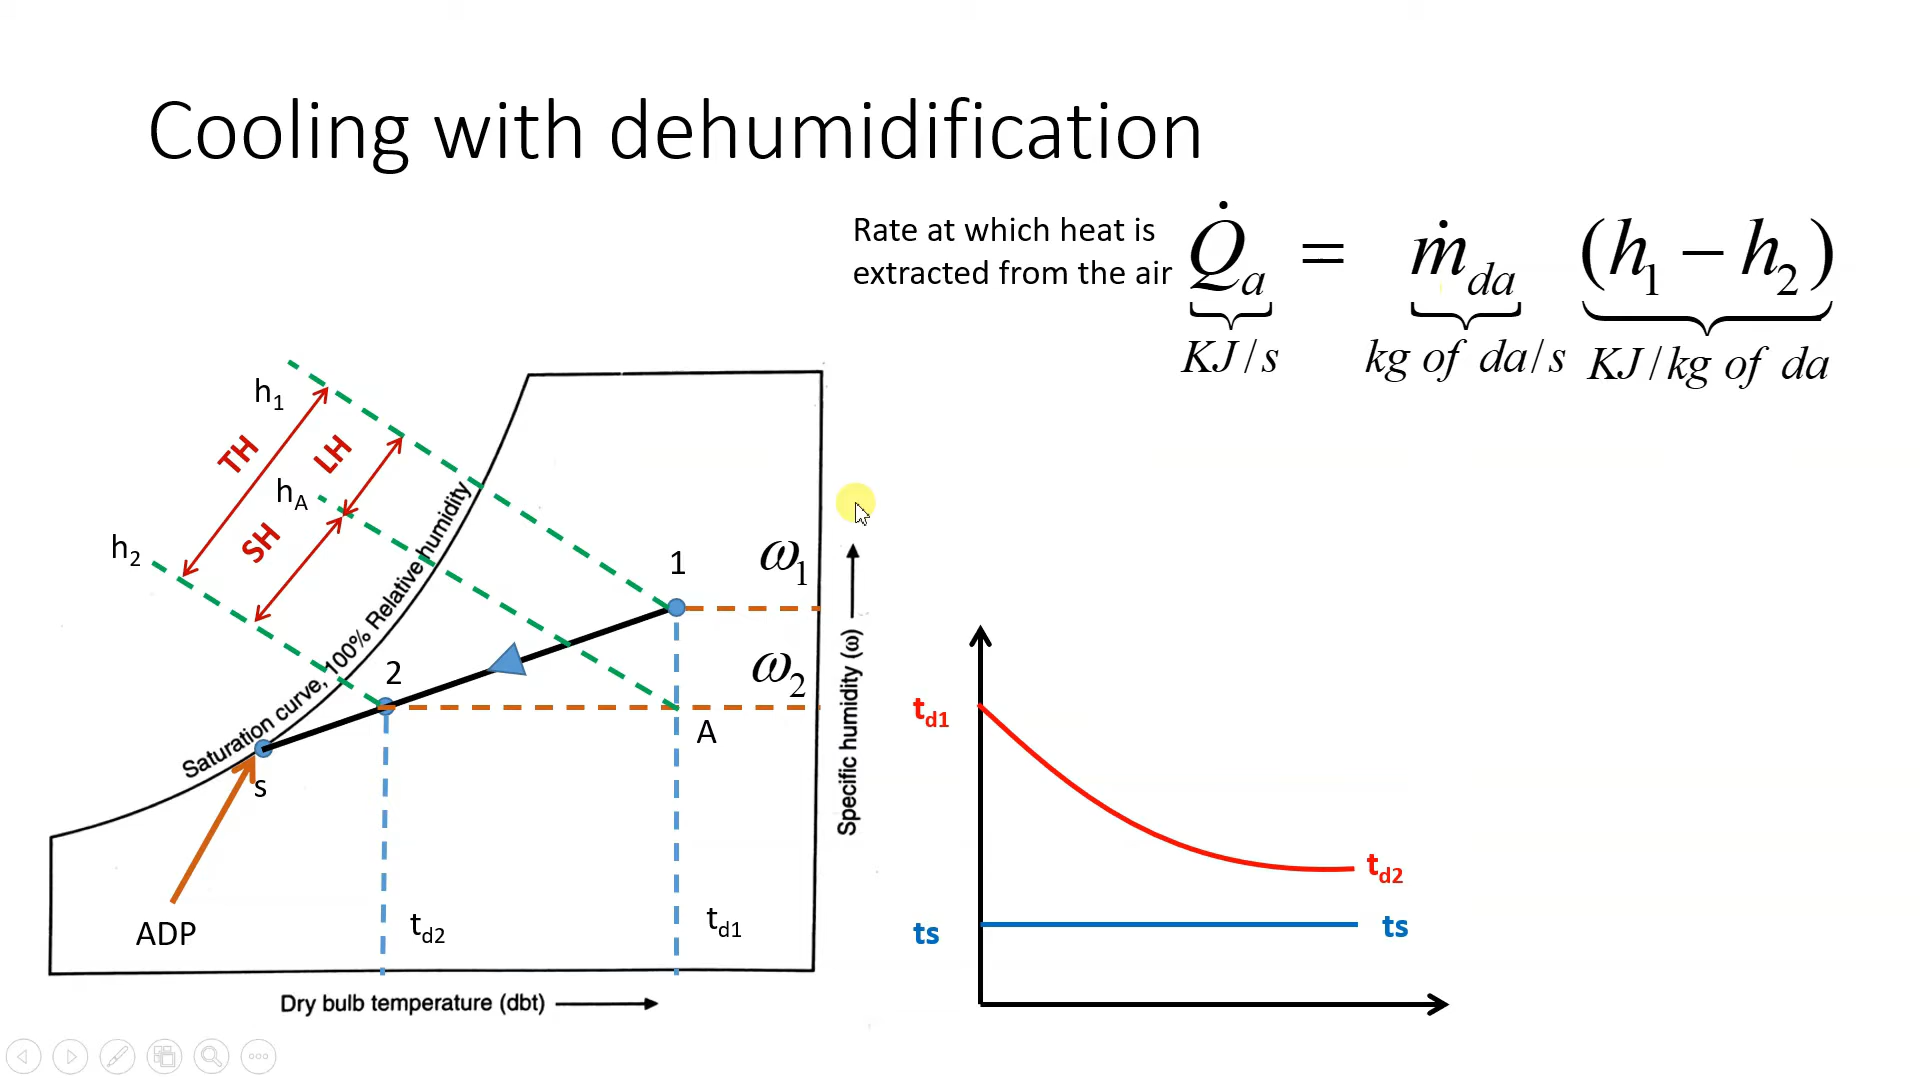 Cooling with dehumidification
Rate at which heat is
extracted from the air
Q̇a = ṁda (h1 − h2)
KJ/s kg of da/s KJ/kg of da
h1
TH
LH
hA
SH
h2
Saturation curve, 100% Relative humidity
1
2
s
A
ω1
ω2
Specific humidity (ω)
ADP
td2
td1
Dry bulb temperature (dbt)
td1
td2
ts
ts